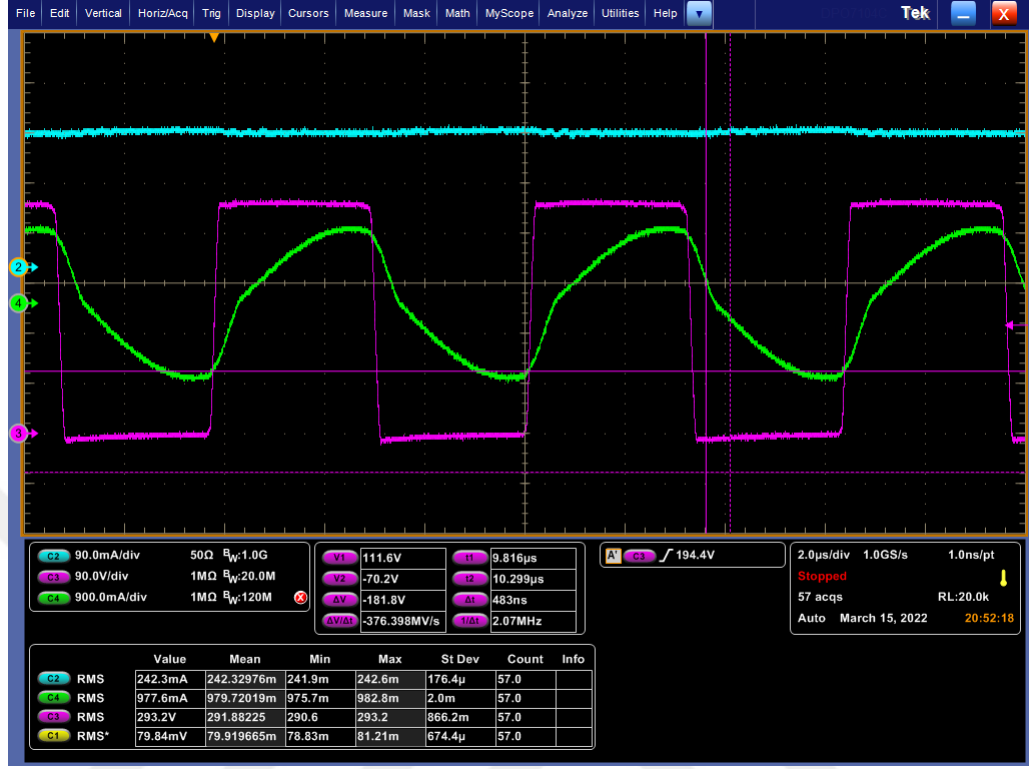 File Edit Vertical Horiz/Acq Trig Display Cursors Measure Mask Math MyScope Analyze Utilities Help Tek X
2
4
3
C2 90.0mA/div 50Ω BW:1.0G
C3 90.0V/div 1MΩ BW:20.0M
C4 900.0mA/div 1MΩ BW:120M
V1 111.6V t1 9.816µs
V2 -70.2V t2 10.299µs
ΔV -181.8V Δt 483ns
ΔV/Δt -376.398MV/s 1/Δt 2.07MHz
A' C3 194.4V
2.0µs/div 1.0GS/s 1.0ns/pt
Stopped
57 acqs RL:20.0k
Auto March 15, 2022 20:52:18
Value Mean Min Max St Dev Count Info
C2 RMS 242.3mA 242.32976m 241.9m 242.6m 176.4µ 57.0
C4 RMS 977.6mA 979.72019m 975.7m 982.8m 2.0m 57.0
C3 RMS 293.2V 291.88225 290.6 293.2 866.2m 57.0
C1 RMS* 79.84mV 79.919665m 78.83m 81.21m 674.4µ 57.0